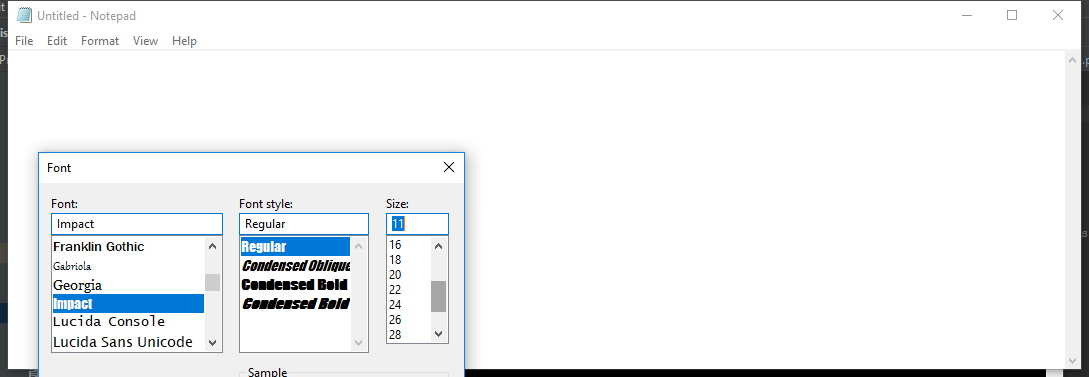 Untitled - Notepad
File Edit Format View Help
Font
Font: Font style: Size:
Impact Regular 11
Franklin Gothic
Gabriola
Georgia
Impact
Lucida Console
Lucida Sans Unicode
Regular
Condensed Oblique
Condensed Bold
Condensed Bold
16
18
20
22
24
26
28
Sample